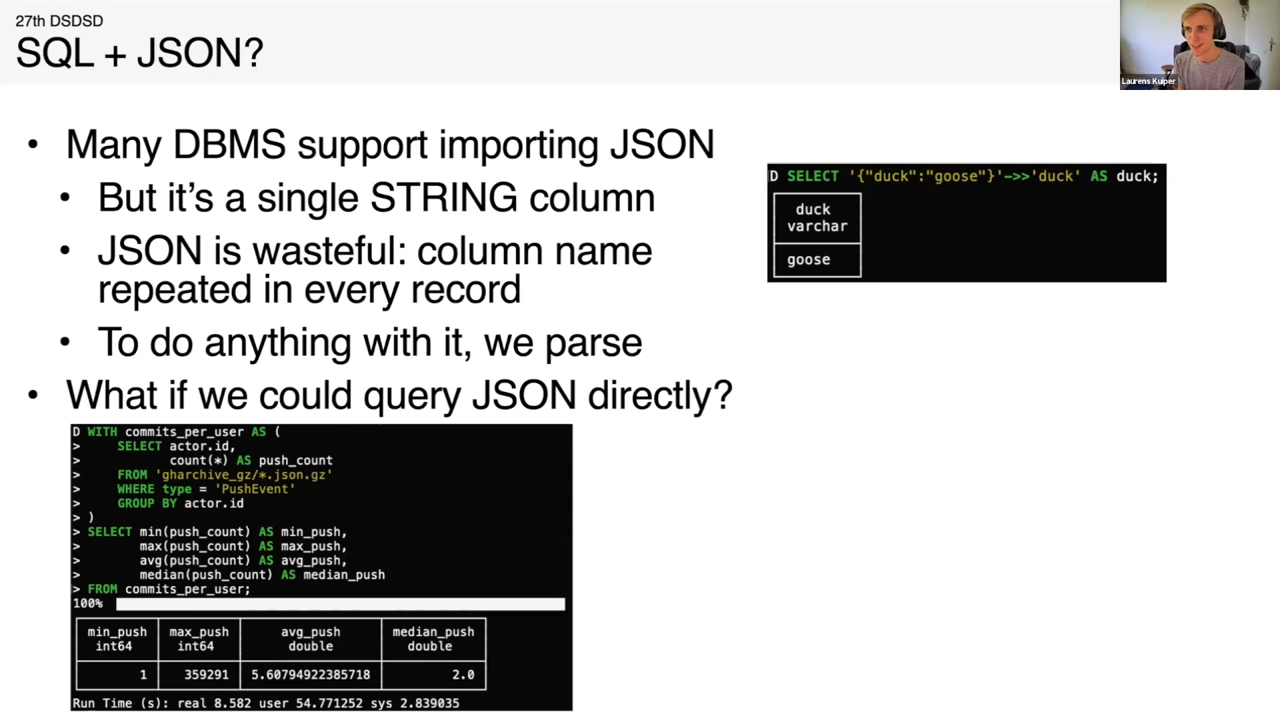 27th DSDSD
SQL + JSON?
Laurens Kuiper
• Many DBMS support importing JSON
• But it’s a single STRING column
• JSON is wasteful: column name
repeated in every record
• To do anything with it, we parse
• What if we could query JSON directly?
D SELECT '{"duck":"goose"}'->>'duck' AS duck;
duck
varchar
goose
D WITH commits_per_user AS (
> SELECT actor.id,
> count(*) AS push_count
> FROM 'gharchive_gz/*.json.gz'
> WHERE type = 'PushEvent'
> GROUP BY actor.id
> )
> SELECT min(push_count) AS min_push,
> max(push_count) AS max_push,
> avg(push_count) AS avg_push,
> median(push_count) AS median_push
> FROM commits_per_user;
100%
min_push max_push avg_push median_push
int64 int64 double double
1 359291 5.60794922385718 2.0
Run Time (s): real 8.582 user 54.771252 sys 2.839035